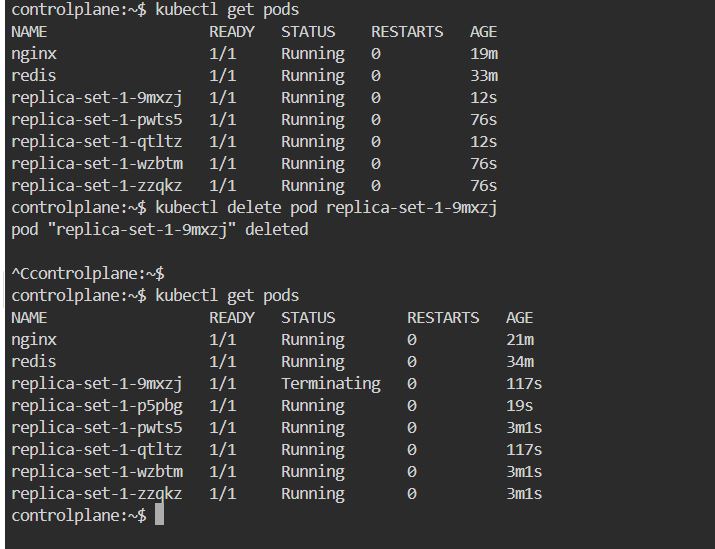 controlplane:~$ kubectl get pods
NAME READY STATUS RESTARTS AGE
nginx 1/1 Running 0 19m
redis 1/1 Running 0 33m
replica-set-1-9mxzj 1/1 Running 0 12s
replica-set-1-pwts5 1/1 Running 0 76s
replica-set-1-qtltz 1/1 Running 0 12s
replica-set-1-wzbtm 1/1 Running 0 76s
replica-set-1-zzqkz 1/1 Running 0 76s
controlplane:~$ kubectl delete pod replica-set-1-9mxzj
pod "replica-set-1-9mxzj" deleted
^Ccontrolplane:~$
controlplane:~$ kubectl get pods
NAME READY STATUS RESTARTS AGE
nginx 1/1 Running 0 21m
redis 1/1 Running 0 34m
replica-set-1-9mxzj 1/1 Terminating 0 117s
replica-set-1-p5pbg 1/1 Running 0 19s
replica-set-1-pwts5 1/1 Running 0 3m1s
replica-set-1-qtltz 1/1 Running 0 117s
replica-set-1-wzbtm 1/1 Running 0 3m1s
replica-set-1-zzqkz 1/1 Running 0 3m1s
controlplane:~$